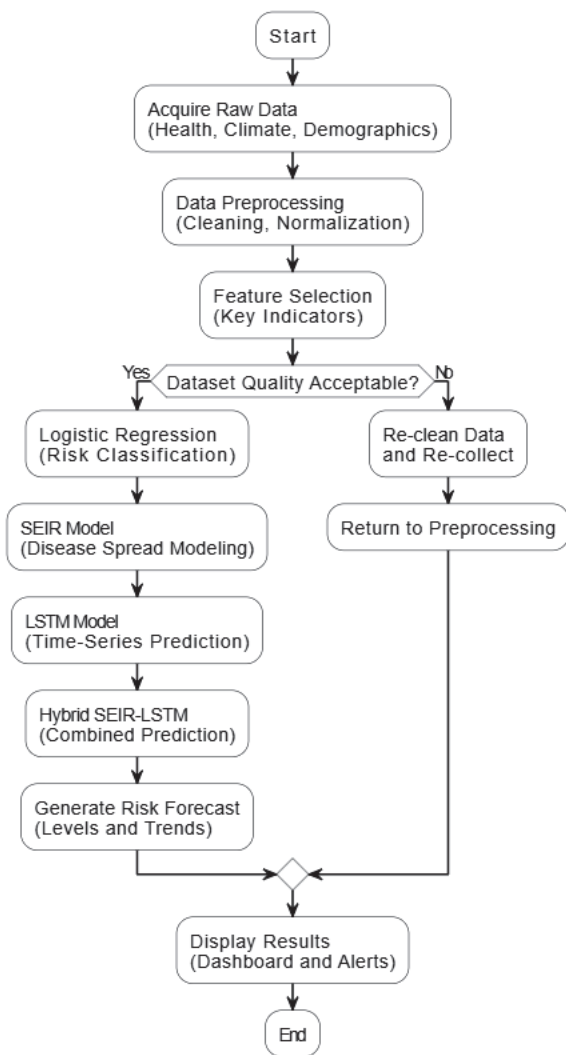 Start
Acquire Raw Data
(Health, Climate, Demographics)
Data Preprocessing
(Cleaning, Normalization)
Feature Selection
(Key Indicators)
Yes
Dataset Quality Acceptable?
No
Logistic Regression
(Risk Classification)
Re-clean Data
and Re-collect
SEIR Model
(Disease Spread Modeling)
Return to Preprocessing
LSTM Model
(Time-Series Prediction)
Hybrid SEIR-LSTM
(Combined Prediction)
Generate Risk Forecast
(Levels and Trends)
Display Results
(Dashboard and Alerts)
End